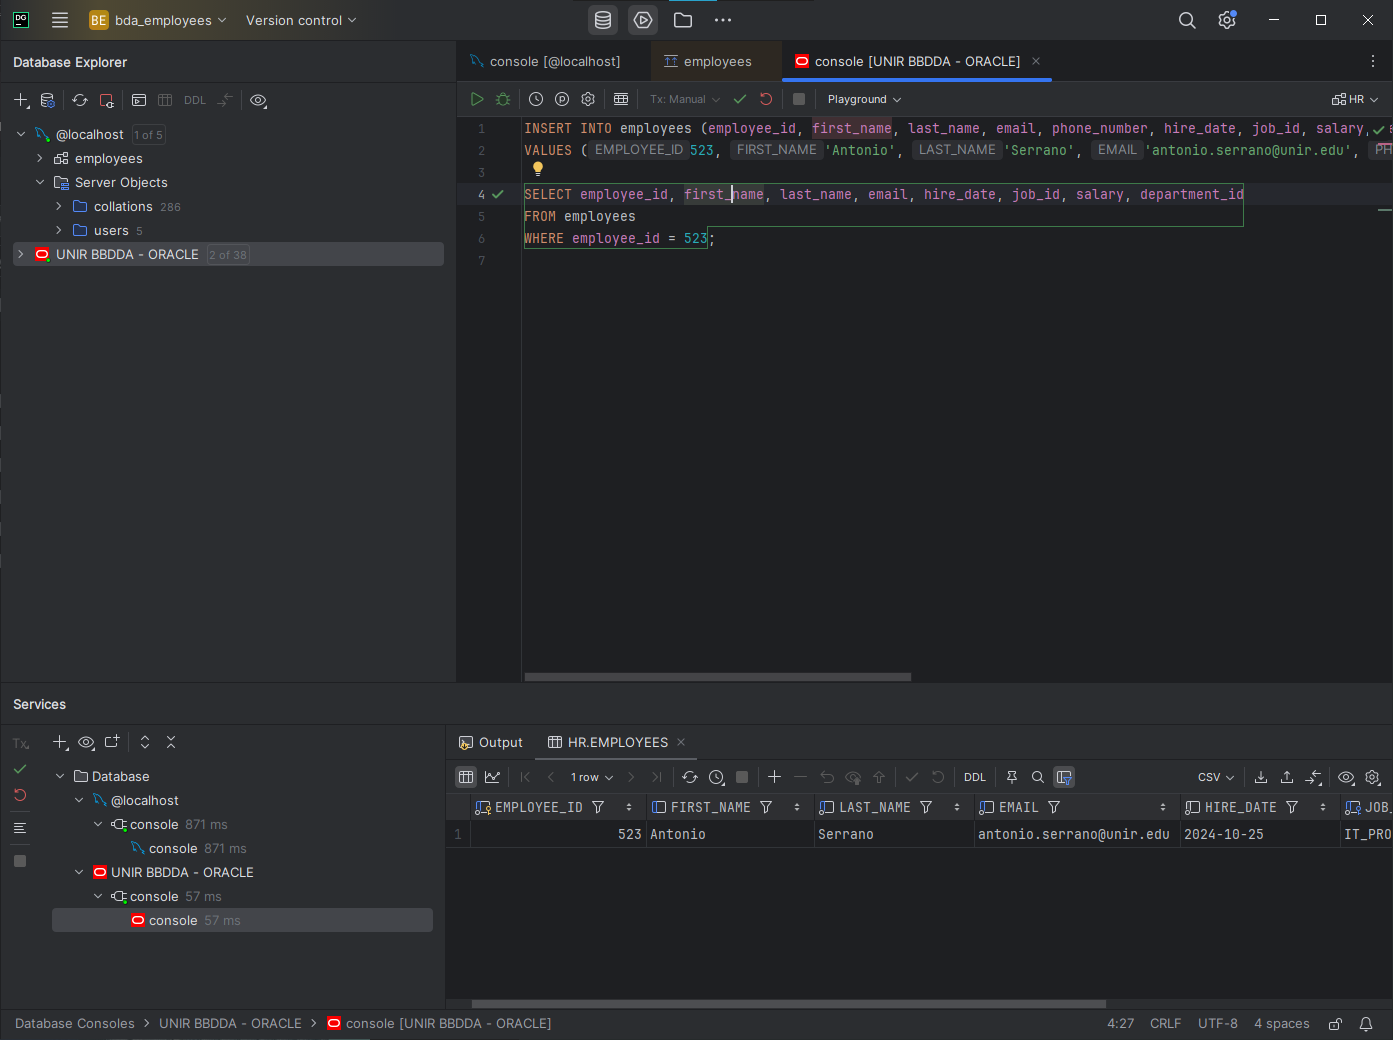 DG BE bda_employees Version control
Database Explorer
console [@localhost] employees console [UNIR BBDDA - ORACLE]
DDL
Tx: Manual Playground HR
@localhost 1 of 5
employees
Server Objects
collations 286
users 5
UNIR BBDDA - ORACLE 2 of 38
1 INSERT INTO employees (employee_id, first_name, last_name, email, phone_number, hire_date, job_id, salary,
2 VALUES ( EMPLOYEE_ID 523, FIRST_NAME 'Antonio', LAST_NAME 'Serrano', EMAIL 'antonio.serrano@unir.edu', PH
3
4 SELECT employee_id, first_name, last_name, email, hire_date, job_id, salary, department_id
5 FROM employees
6 WHERE employee_id = 523;
7
Services
Tx
Database
@localhost
console 871 ms
console 871 ms
UNIR BBDDA - ORACLE
console 57 ms
console 57 ms
Output HR.EMPLOYEES
1 row DDL CSV
EMPLOYEE_ID FIRST_NAME LAST_NAME EMAIL HIRE_DATE JOB_
1 523 Antonio Serrano antonio.serrano@unir.edu 2024-10-25 IT_PRO
Database Consoles > UNIR BBDDA - ORACLE > console [UNIR BBDDA - ORACLE]
4:27 CRLF UTF-8 4 spaces